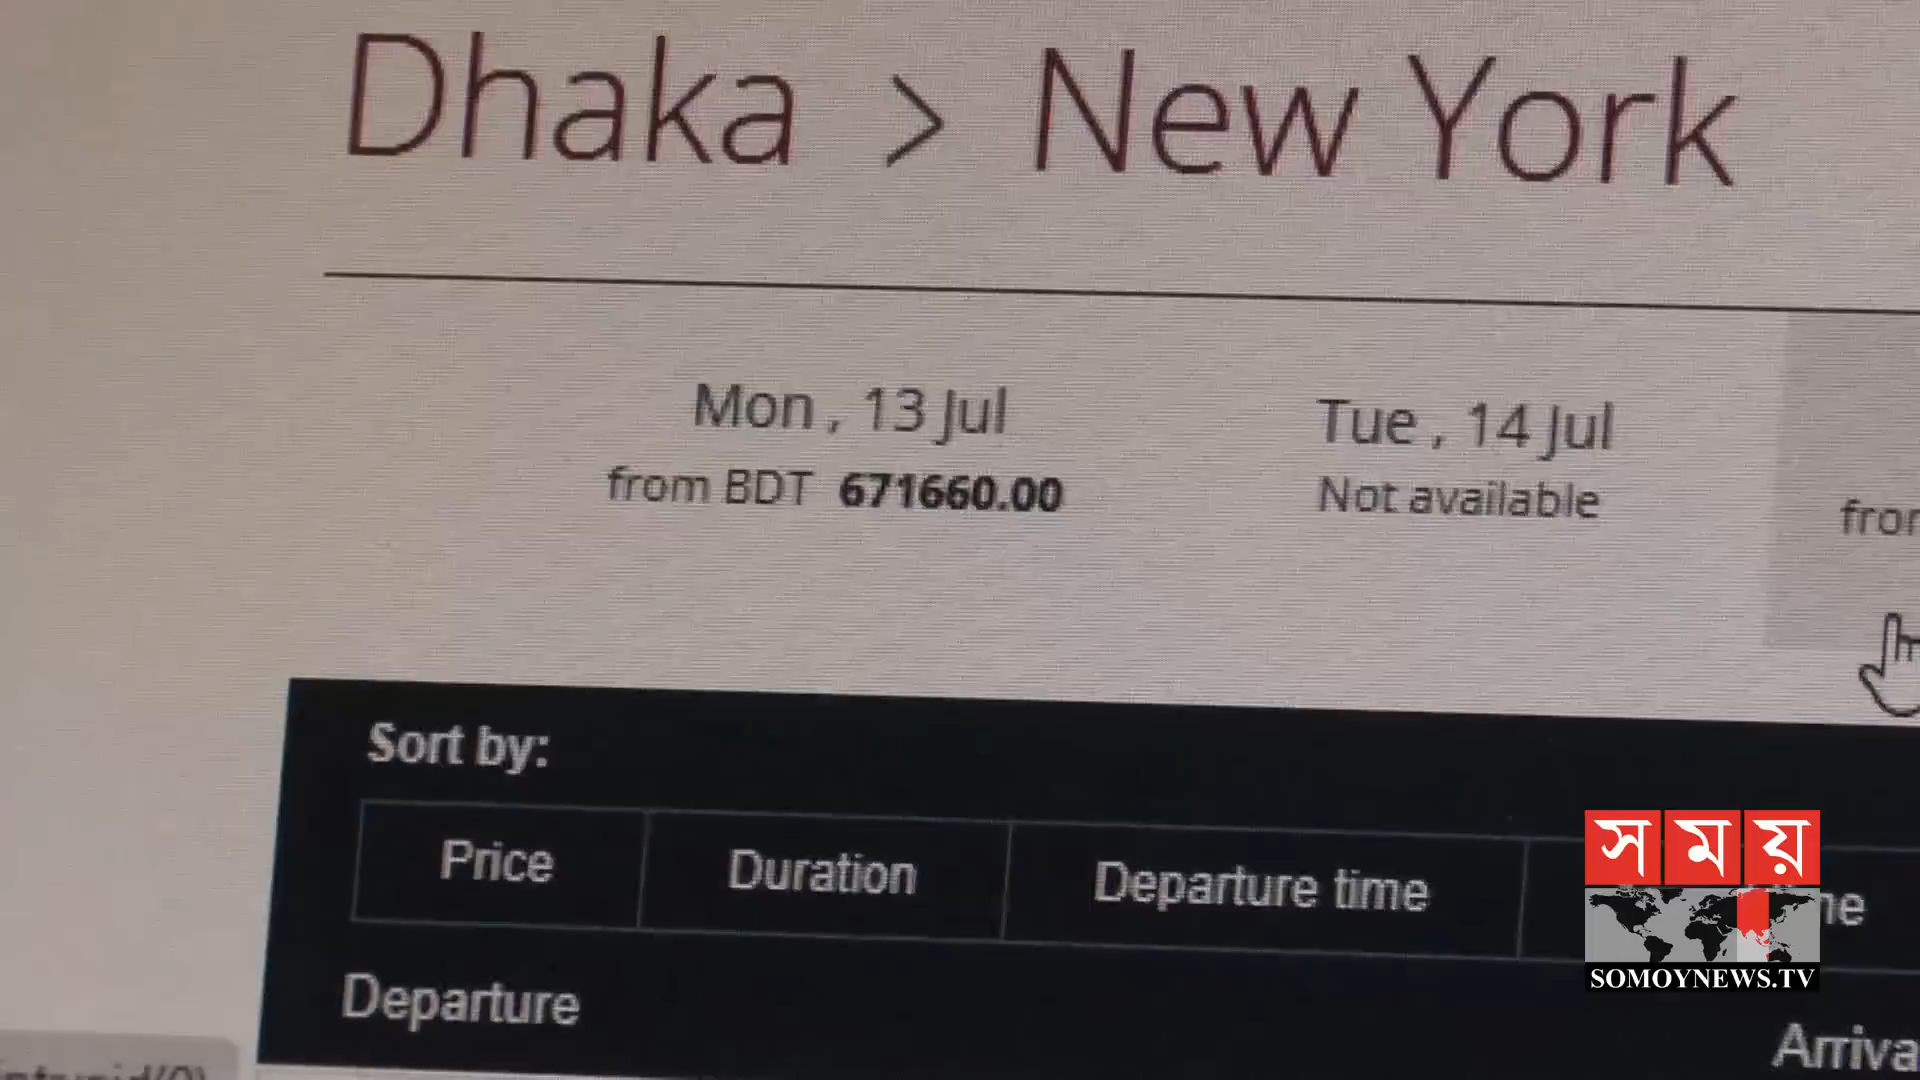 Dhaka > New York
Mon , 13 Jul
from BDT 671660.00
Tue , 14 Jul
Not available
Sort by:
Price
Duration
Departure time
Departure
সময়
SOMOYNEWS.TV